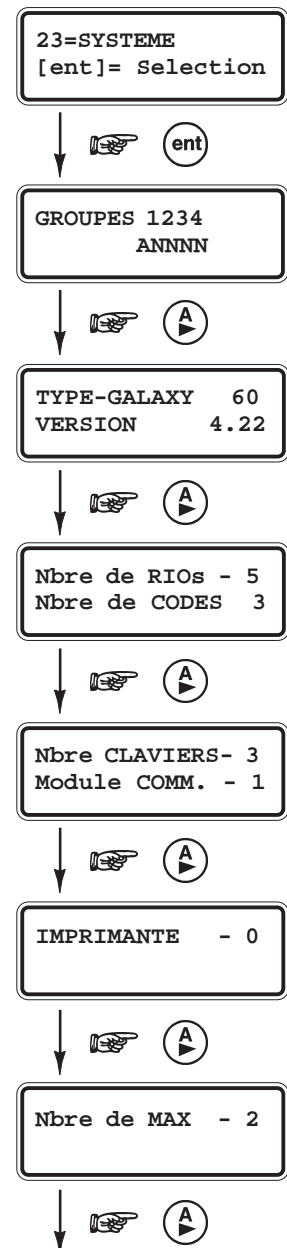 23=SYSTEME
[ent]= Selection
ent
GROUPES 1234
ANNNN
A
TYPE-GALAXY 60
VERSION 4.22
A
Nbre de RIOs - 5
Nbre de CODES 3
A
Nbre CLAVIERS- 3
Module COMM. - 1
A
IMPRIMANTE - 0
A
Nbre de MAX - 2
A